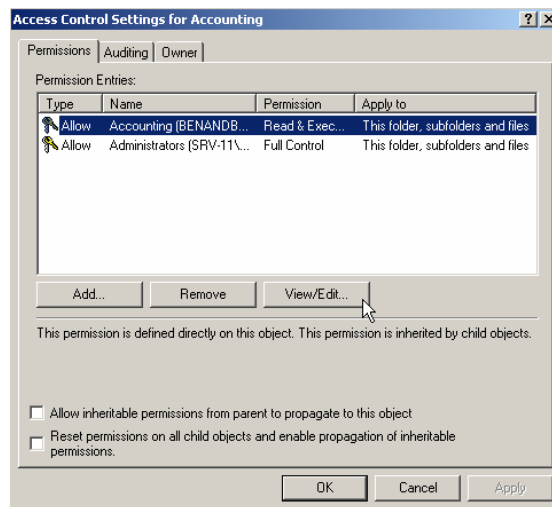 Access Control Settings for Accounting
Permissions Auditing Owner
Permission Entries:
Type Name Permission Apply to
Allow Accounting (BENANDB... Read & Exec... This folder, subfolders and files
Allow Administrators (SRV-11\... Full Control This folder, subfolders and files
Add... Remove View/Edit...
This permission is defined directly on this object. This permission is inherited by child objects.
Allow inheritable permissions from parent to propagate to this object
Reset permissions on all child objects and enable propagation of inheritable
permissions.
OK Cancel Apply